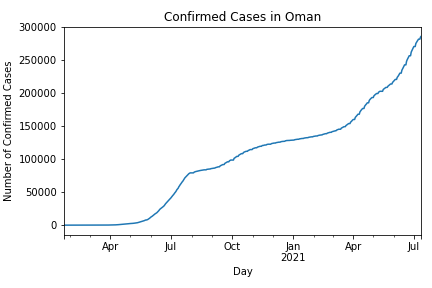 Confirmed Cases in Oman
300000
250000
200000
150000
100000
50000
0
Number of Confirmed Cases
Apr Jul Oct Jan Apr Jul
2021
Day